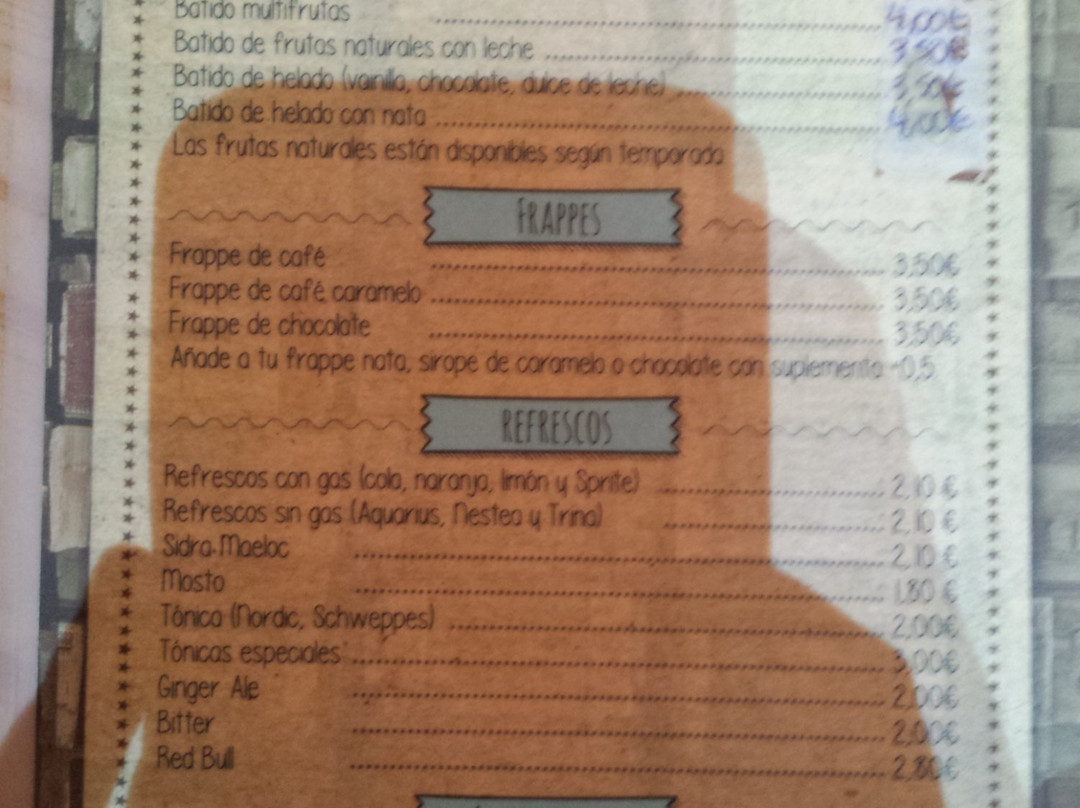 Batido multifrutas 4,00€
Batido de frutas naturales con leche 3,50€
Batido de helado (vainilla, chocolate, dulce de leche) 3,50€
Batido de helado con nata 4,00€
Las frutas naturales están disponibles según temporada
FRAPPES
Frappe de café 3,50€
Frappe de café caramelo 3,50€
Frappe de chocolate 3,50€
Añade a tu frappe nata, sirope de caramelo o chocolate con suplemento +0,5
REFRESCOS
Refrescos con gas (cola, naranja, limón y Sprite) 2,10 €
Refrescos sin gas (Aquarius, Nestea y Trina) 2,10 €
Sidra Maeloc 2,10 €
Mosto 1,80 €
Tónica (Nordic, Schweppes) 2,00€
Tónicas especiales 3,00€
Ginger Ale 2,00€
Bitter 2,00€
Red Bull 2,80€